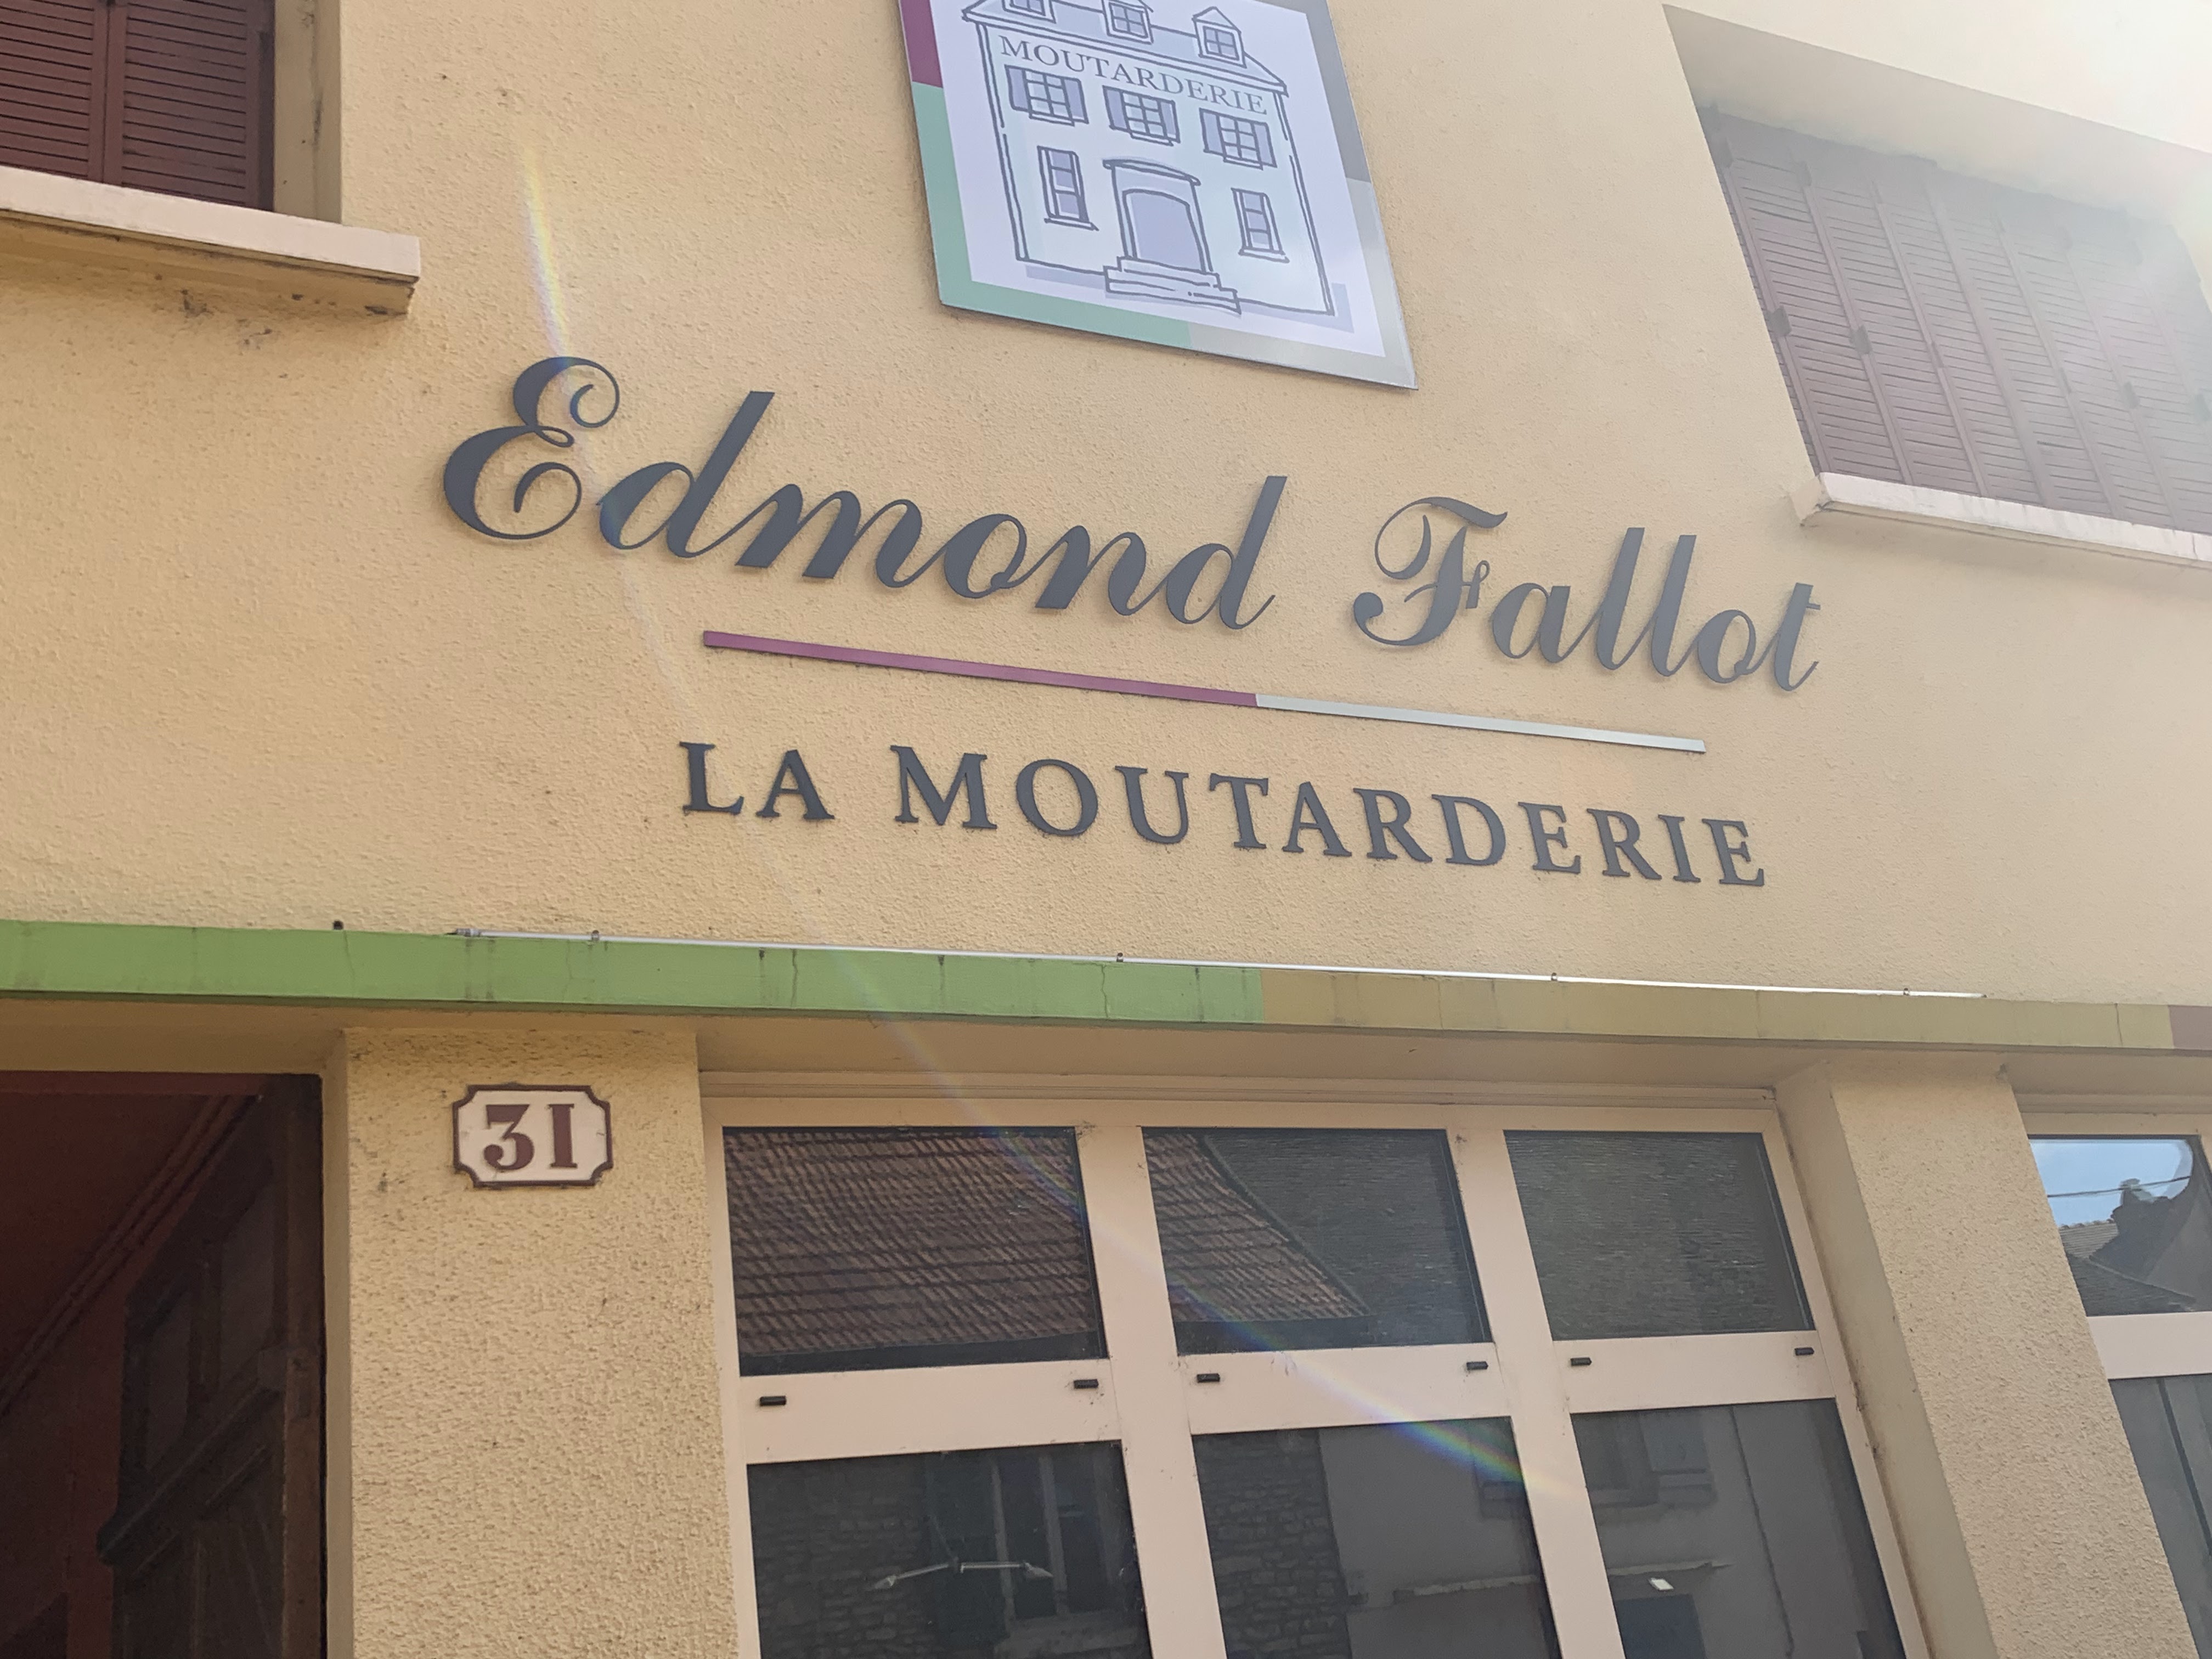 MOUTARDERIE
Edmond Fallot
LA MOUTARDERIE
31